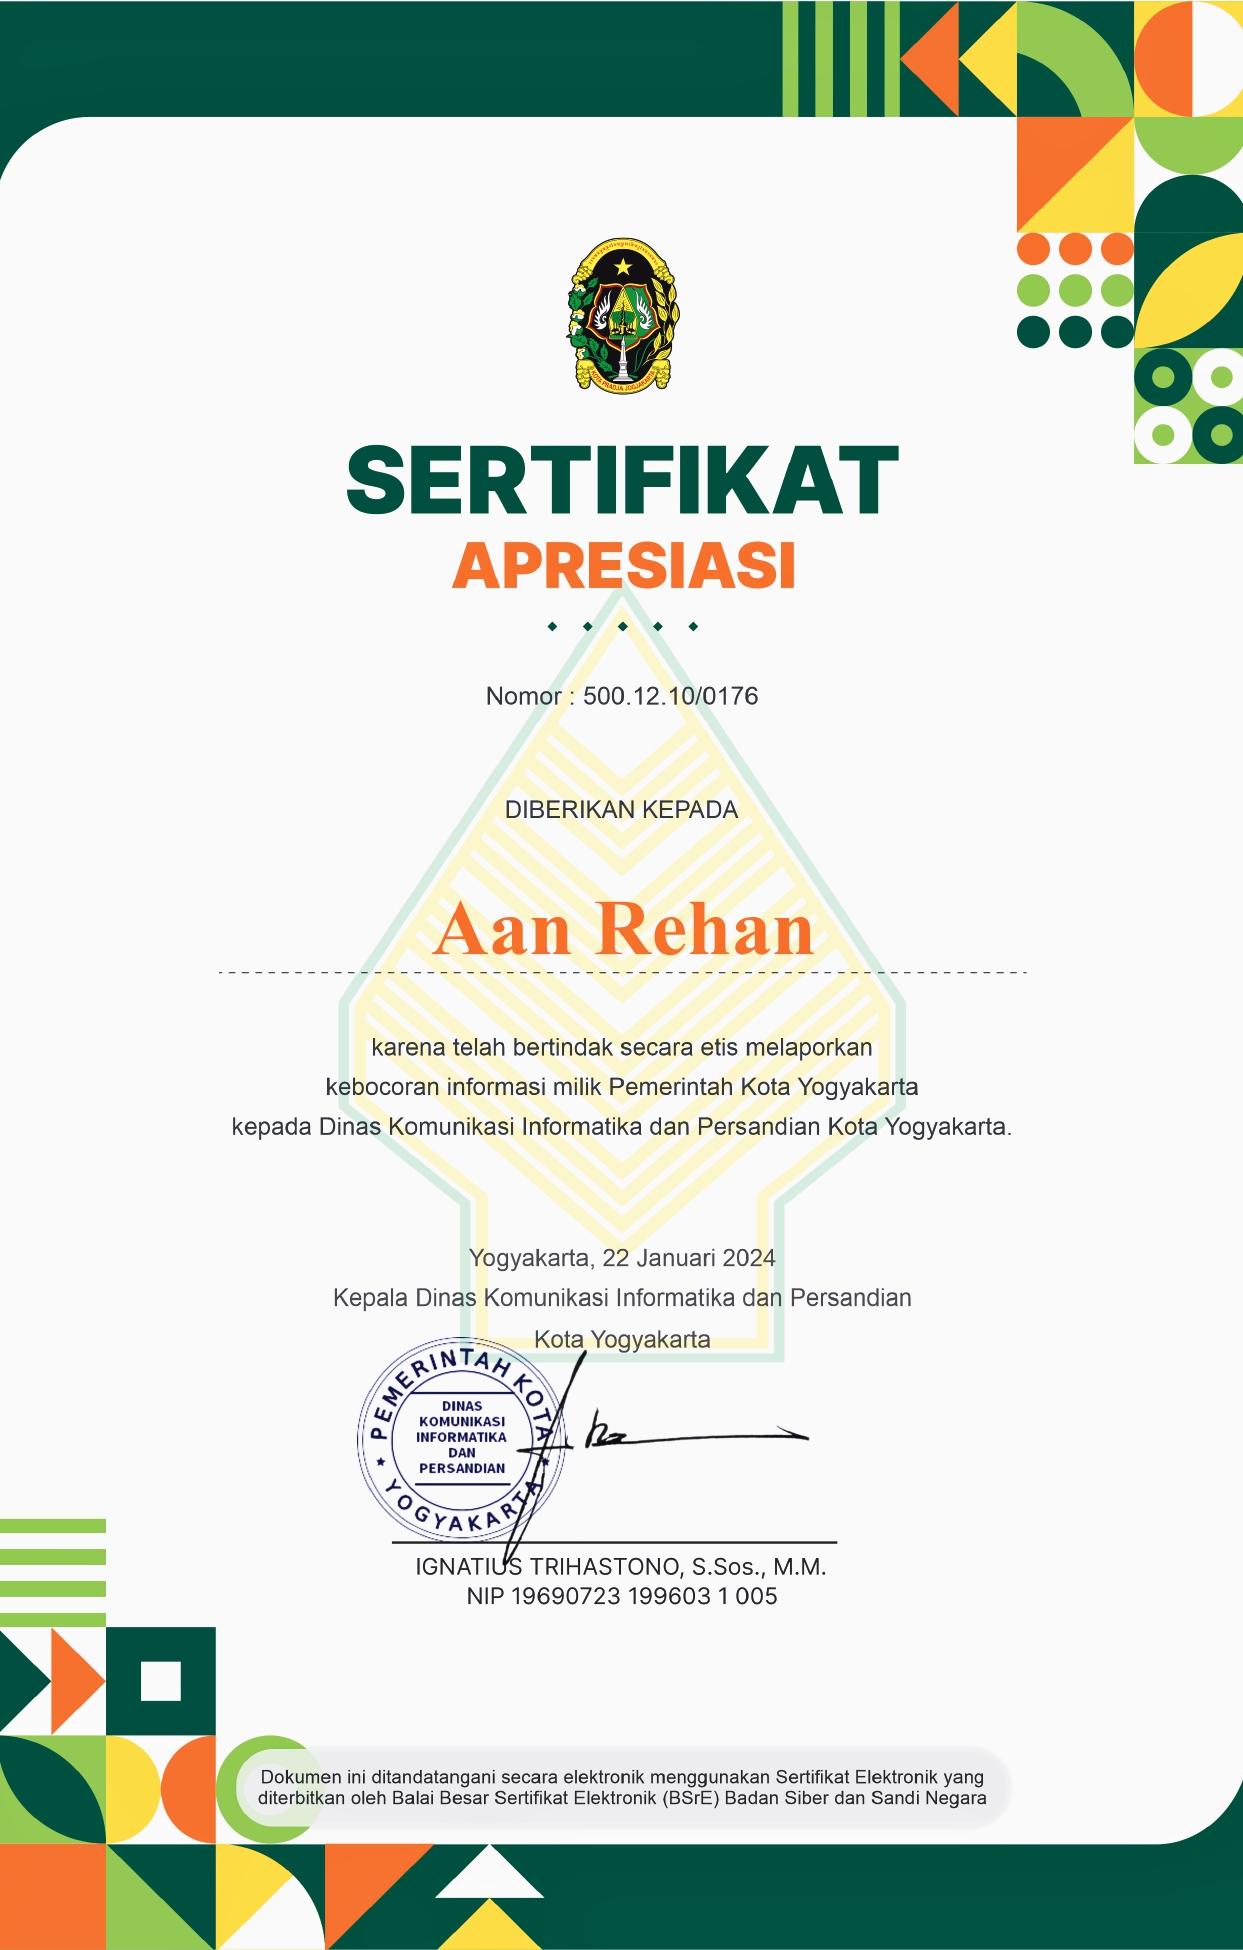 KOTA PRADJA JOGJAKARTA
SERTIFIKAT
APRESIASI
Nomor : 500.12.10/0176
DIBERIKAN KEPADA
Aan Rehan
karena telah bertindak secara etis melaporkan
kebocoran informasi milik Pemerintah Kota Yogyakarta
kepada Dinas Komunikasi Informatika dan Persandian Kota Yogyakarta.
Yogyakarta, 22 Januari 2024
Kepala Dinas Komunikasi Informatika dan Persandian
Kota Yogyakarta
PEMERINTAH KOTA
DINAS
KOMUNIKASI
INFORMATIKA
DAN
PERSANDIAN
YOGYAKARTA
IGNATIUS TRIHASTONO, S.Sos., M.M.
NIP 19690723 199603 1 005
Dokumen ini ditandatangani secara elektronik menggunakan Sertifikat Elektronik yang
diterbitkan oleh Balai Besar Sertifikat Elektronik (BSrE) Badan Siber dan Sandi Negara